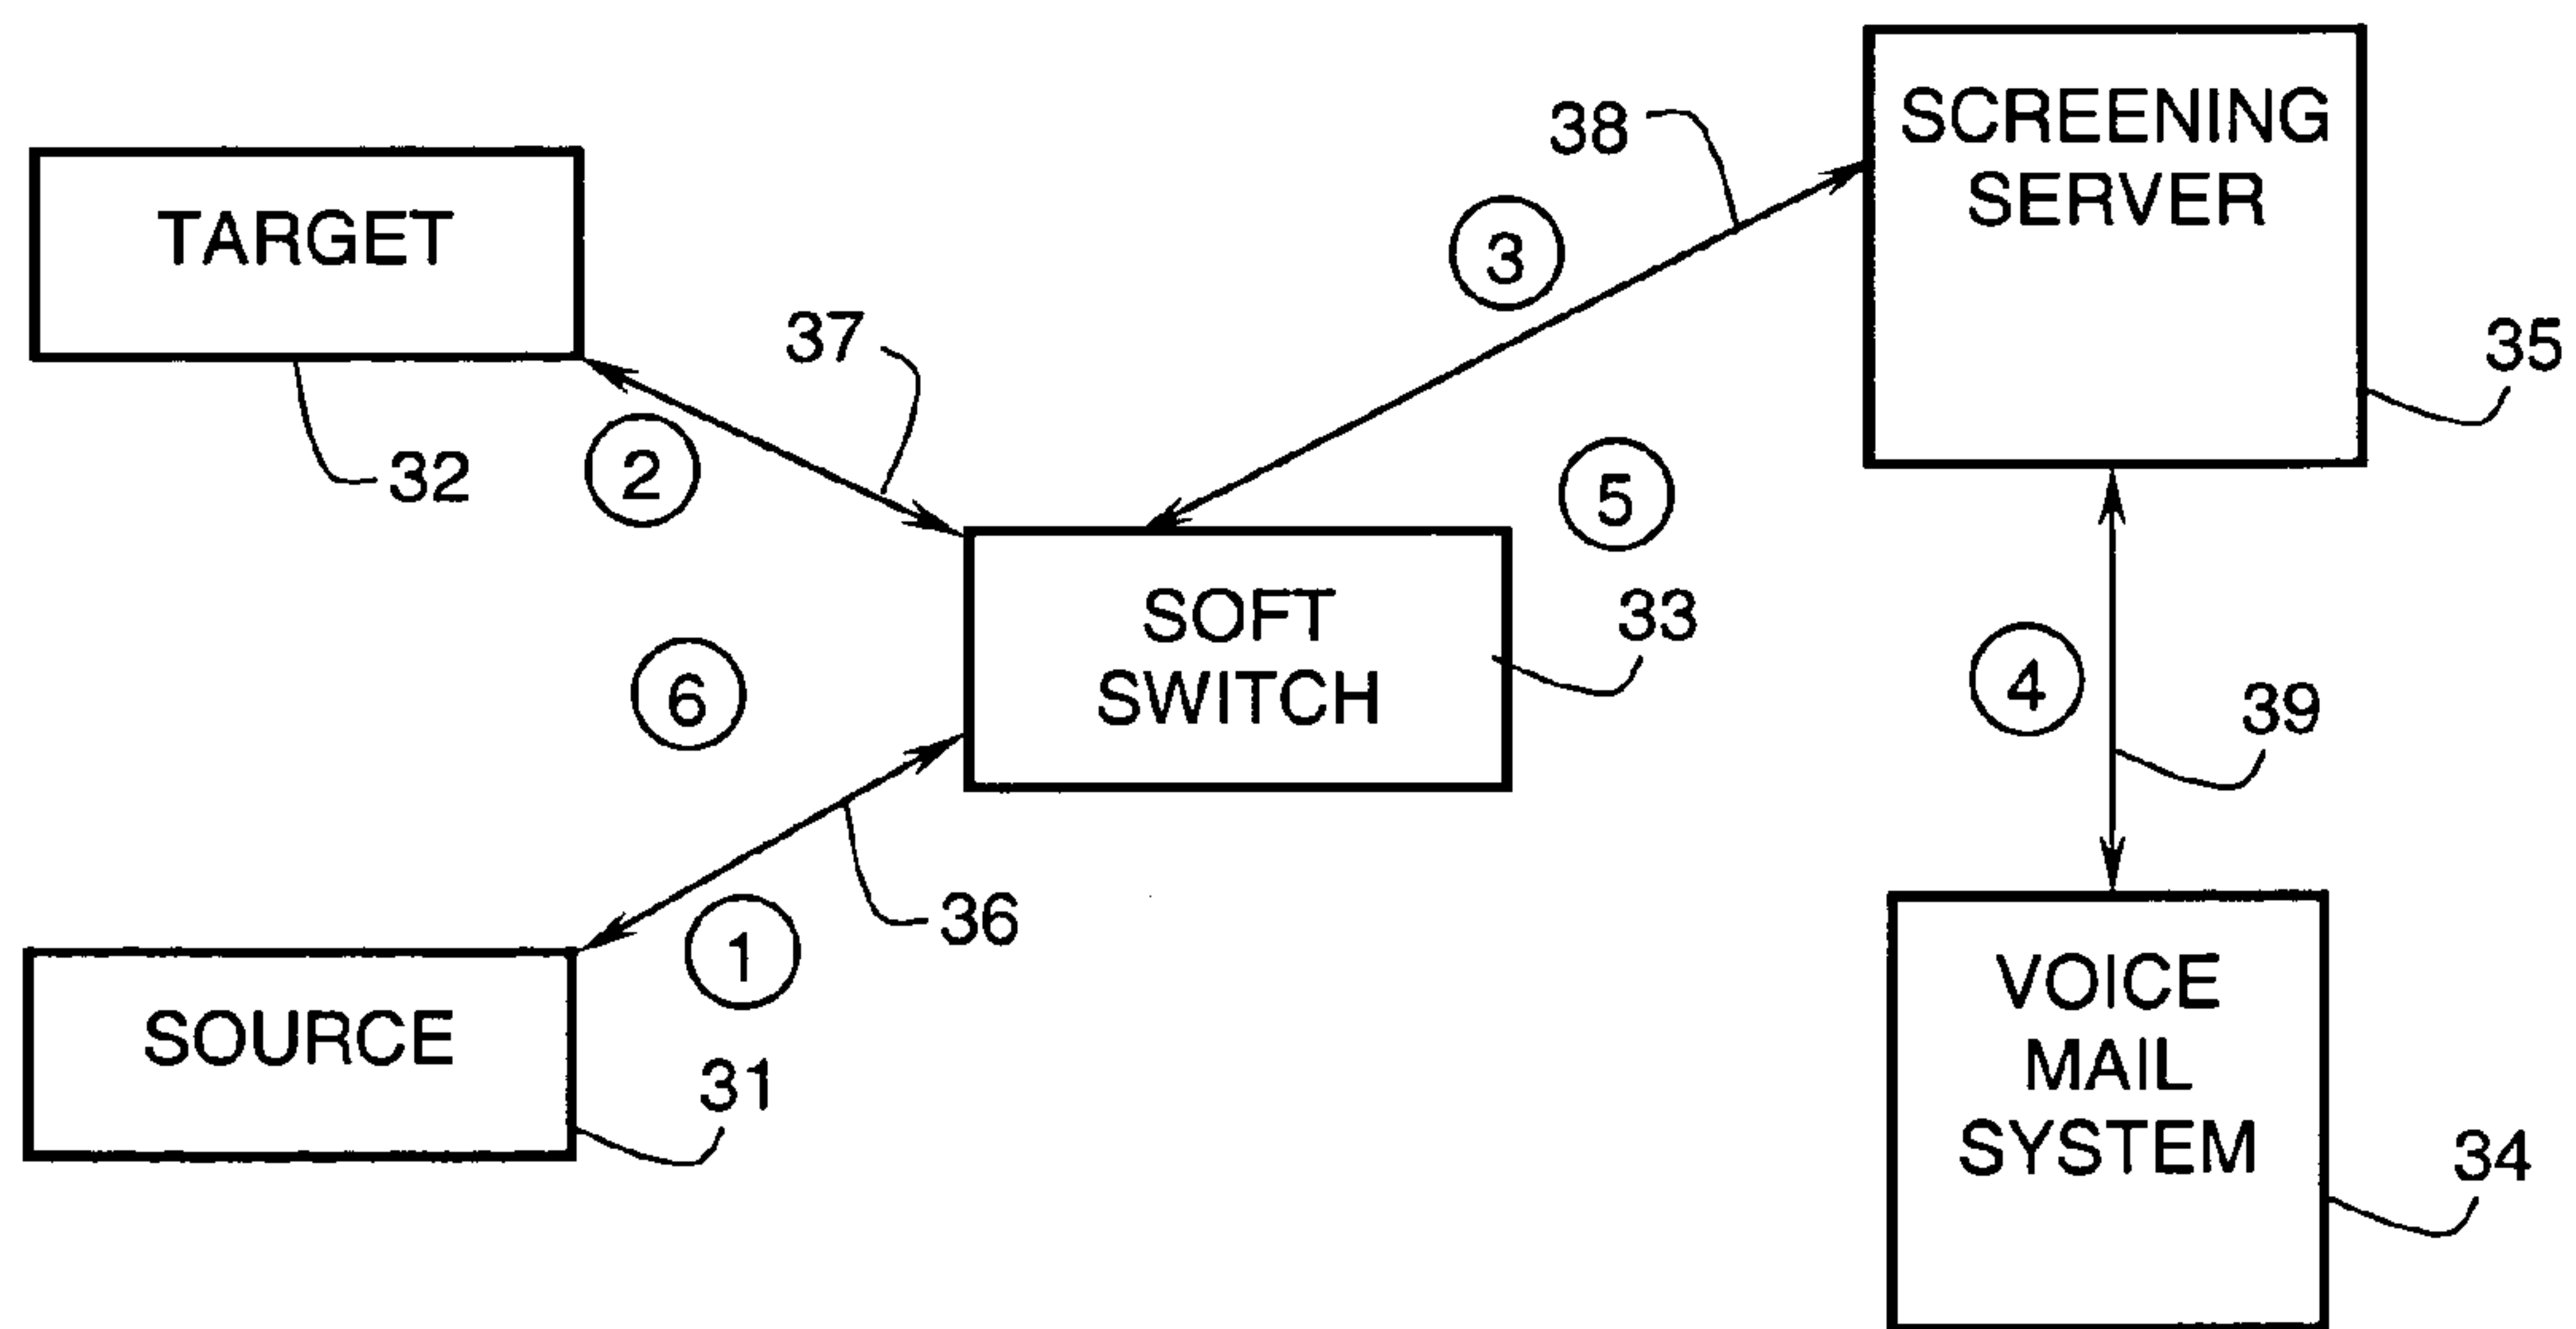 SCREENING
SERVER
38
3
TARGET
37
35
32
2
5
SOFT
SWITCH
33
6
4
39
36
1
SOURCE
31
VOICE
MAIL
SYSTEM
34